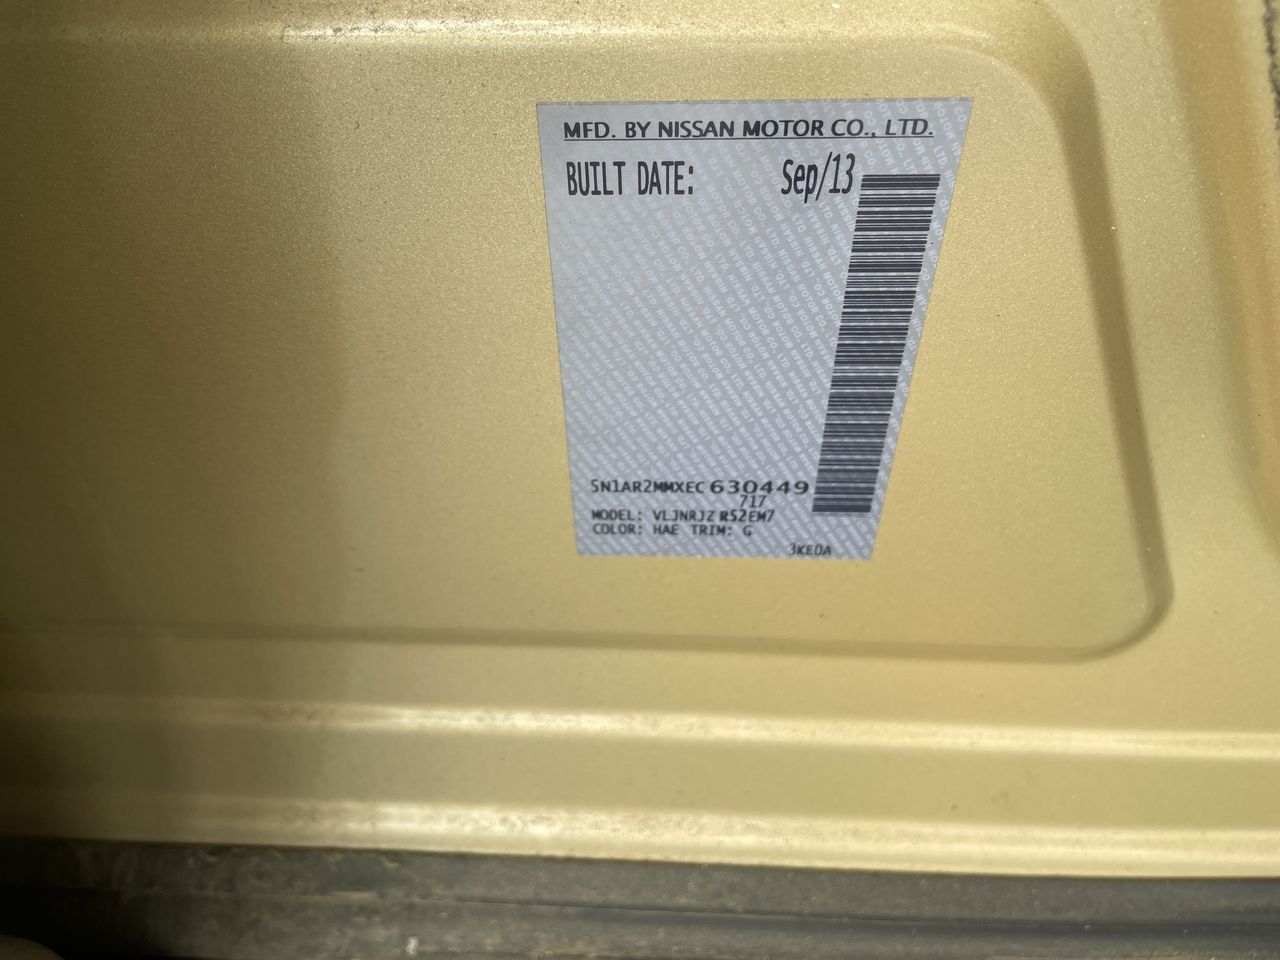 MFD. BY NISSAN MOTOR CO., LTD.
BUILT DATE: Sep/13
5N1AR2MMXEC630449
717
MODEL: VLJNRJZ R52EM7
COLOR: HAE TRIM: G
3KE0A